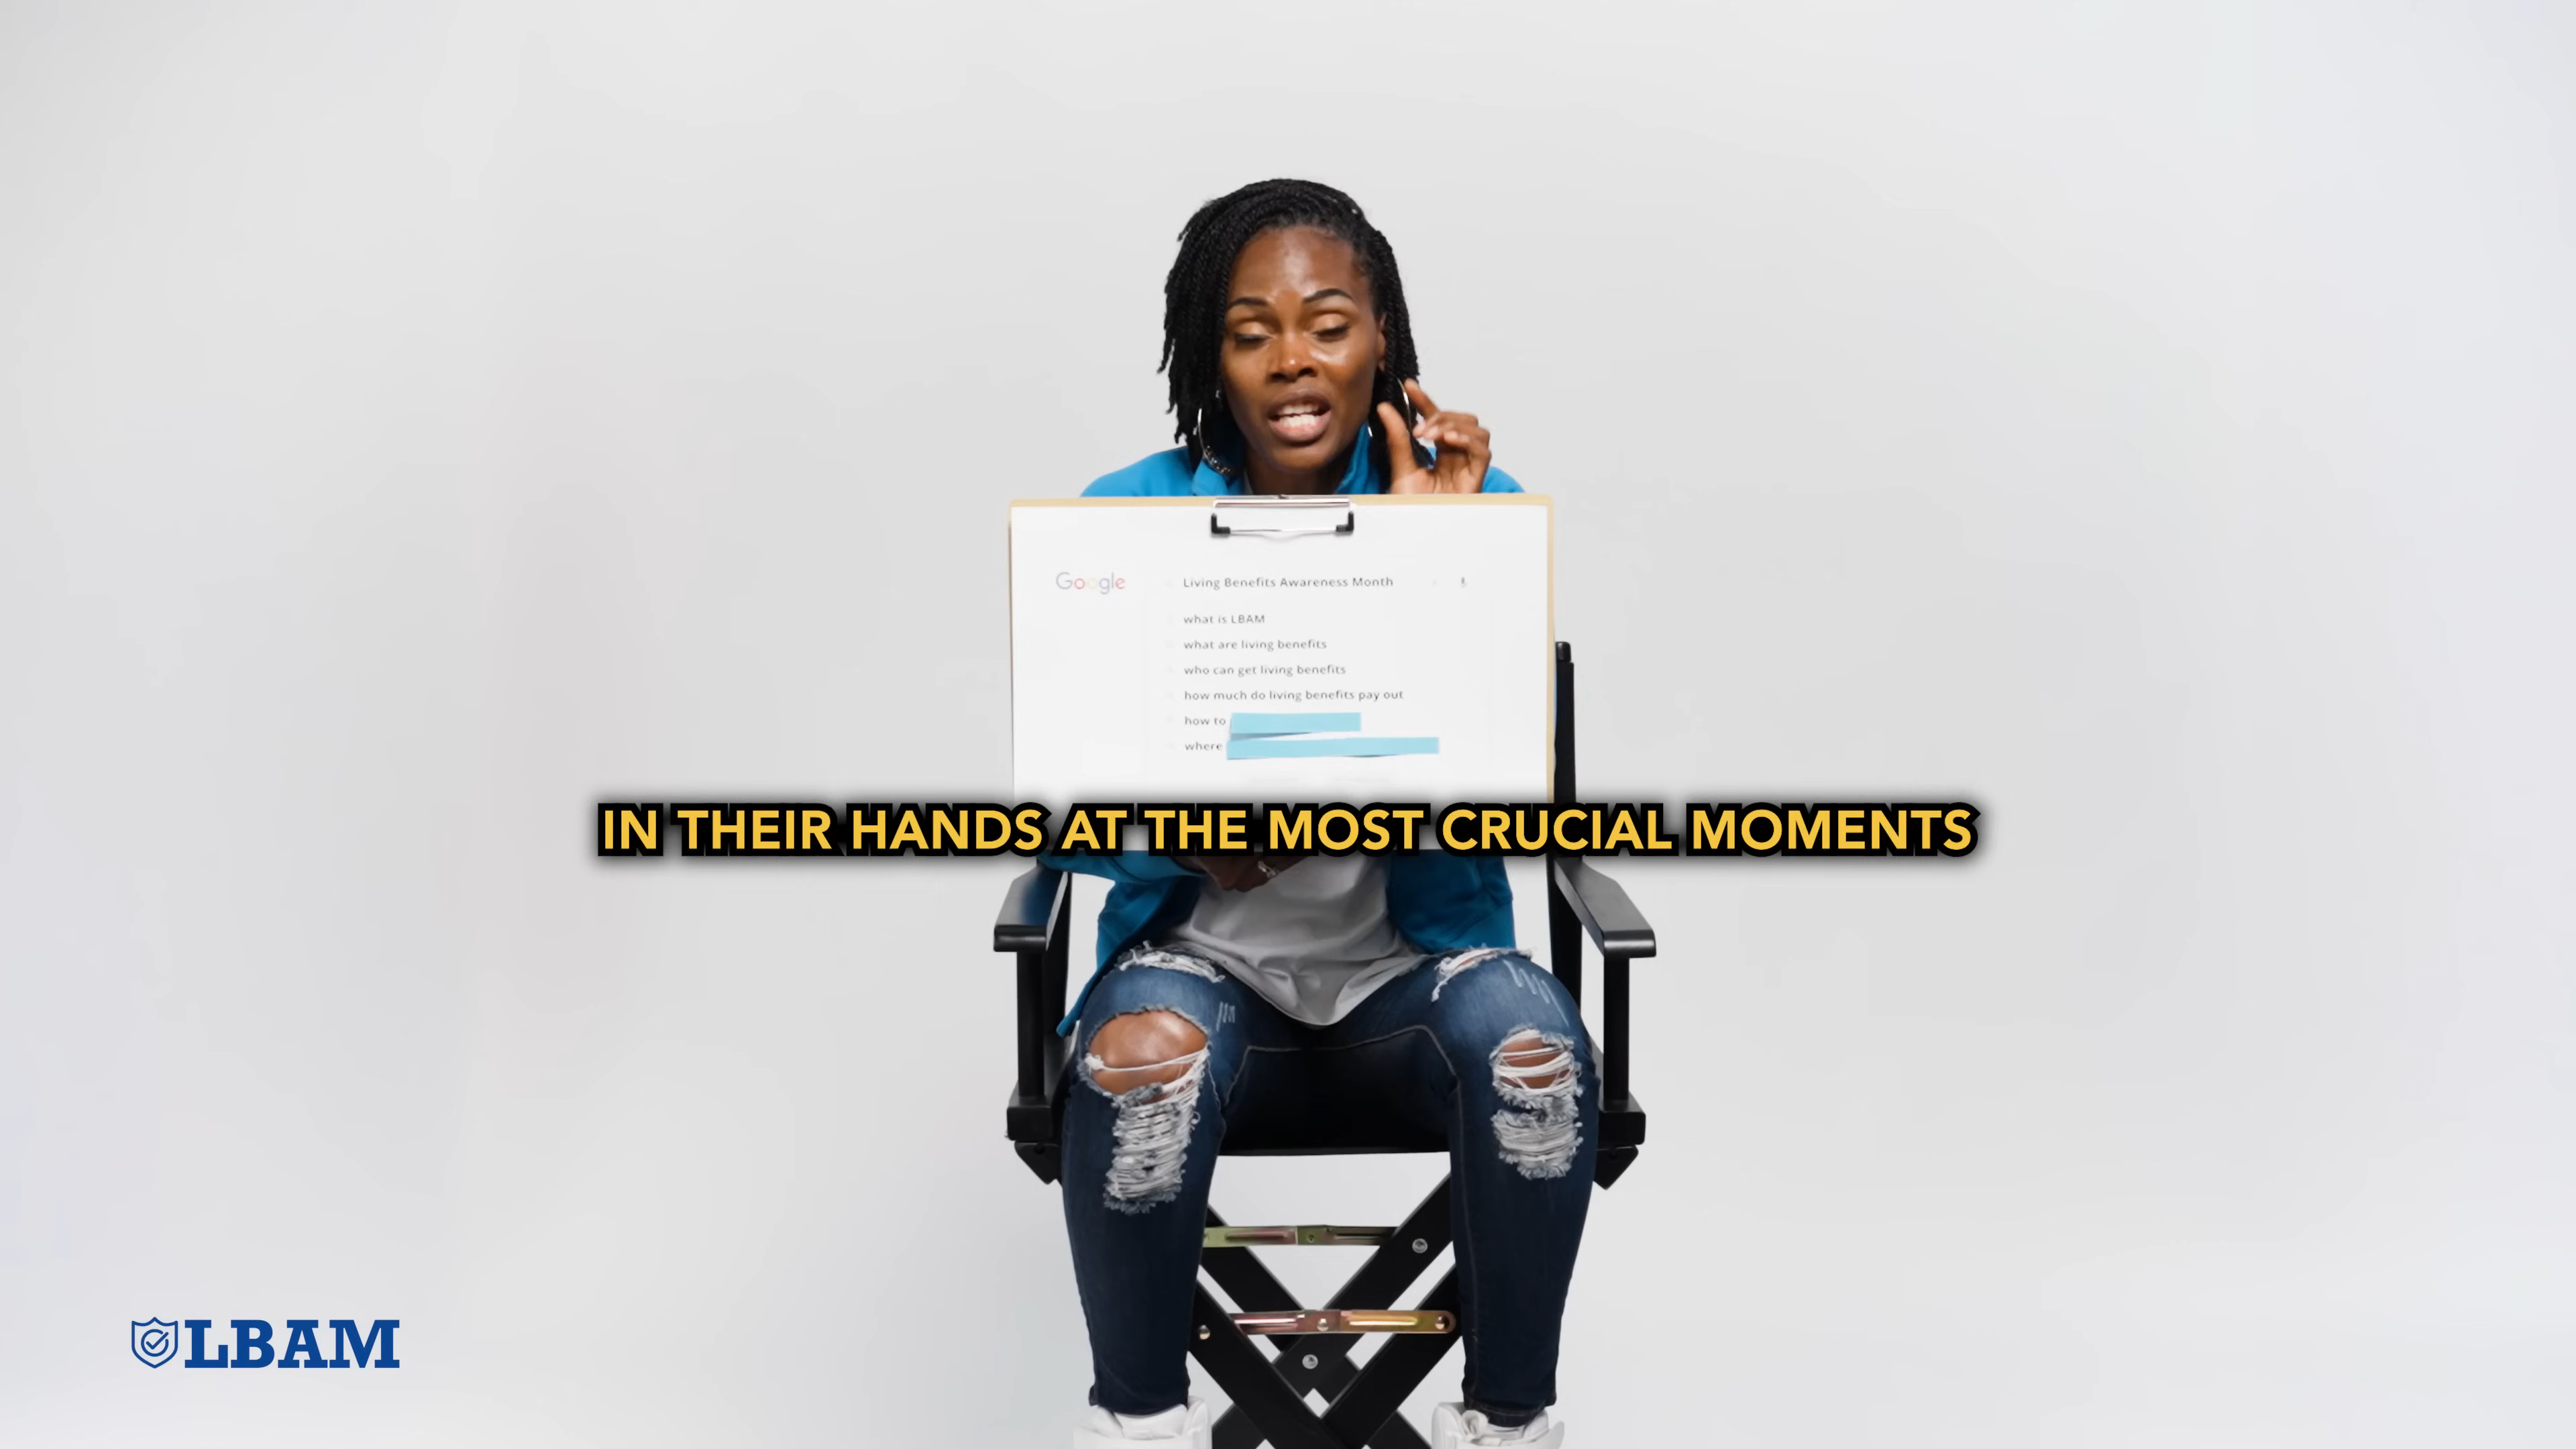 Google
Living Benefits Awareness Month
what is LBAM
what are living benefits
who can get living benefits
how much do living benefits pay out
how to
where
IN THEIR HANDS AT THE MOST CRUCIAL MOMENTS
LBAM